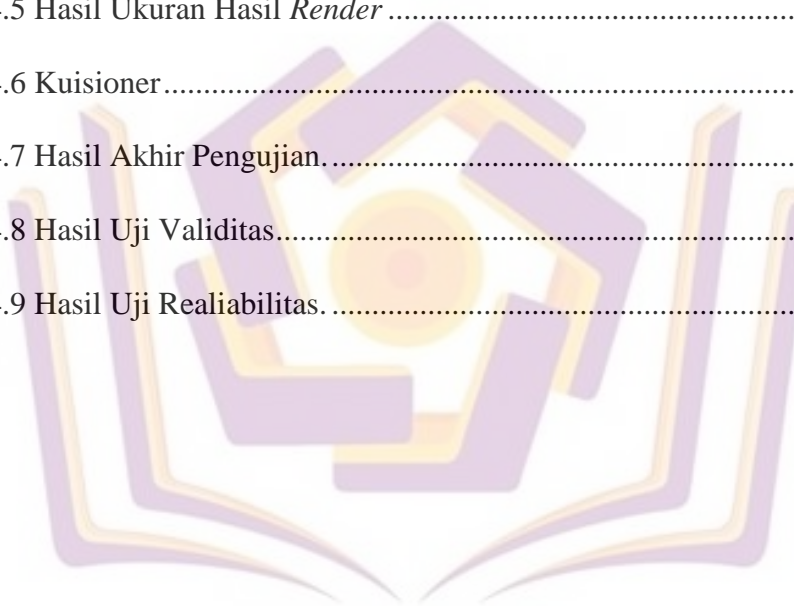 .5 Hasil Ukuran Hasil Render ................................................................
.6 Kuisioner................................................................................................
.7 Hasil Akhir Pengujian. ........................................................................
.8 Hasil Uji Validitas................................................................................
.9 Hasil Uji Realiabilitas. ........................................................................